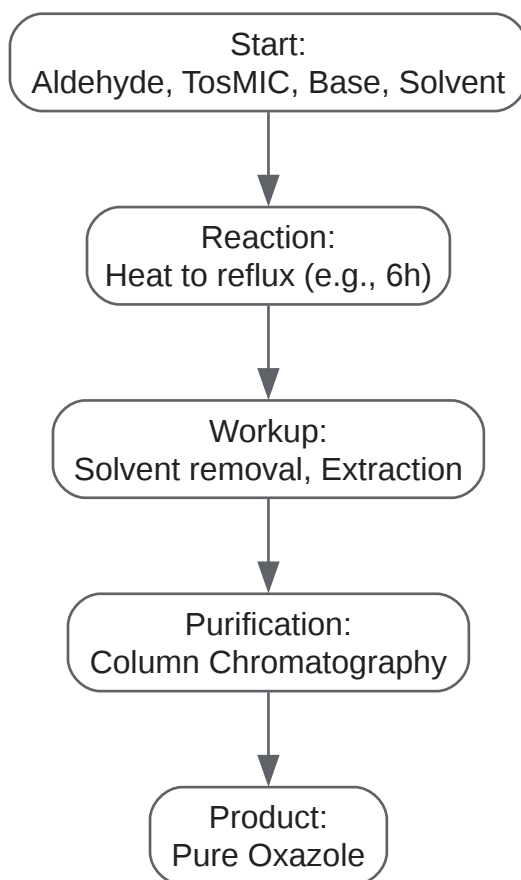 Start:
Aldehyde, TosMIC, Base, Solvent
Reaction:
Heat to reflux (e.g., 6h)
Workup:
Solvent removal, Extraction
Purification:
Column Chromatography
Product:
Pure Oxazole